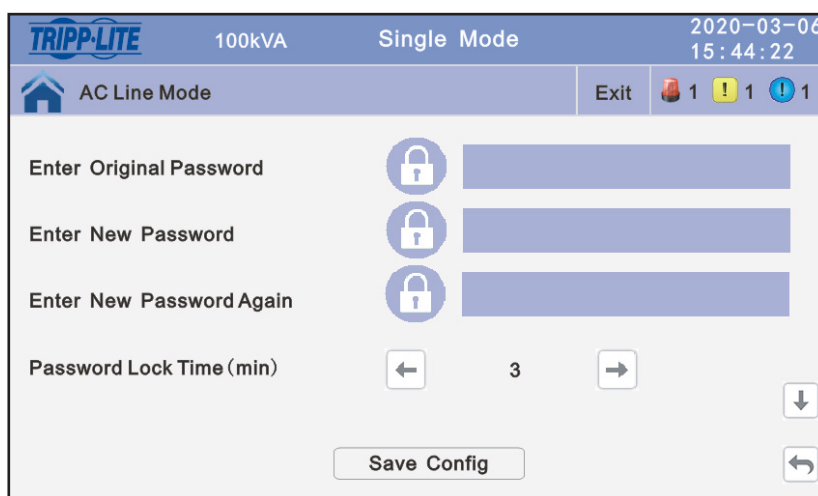 TRIPP·LITE 100kVA Single Mode 2020-03-06
15:44:22
AC Line Mode Exit 1 ! 1 ! 1
Enter Original Password
Enter New Password
Enter New Password Again
Password Lock Time(min) 3
Save Config